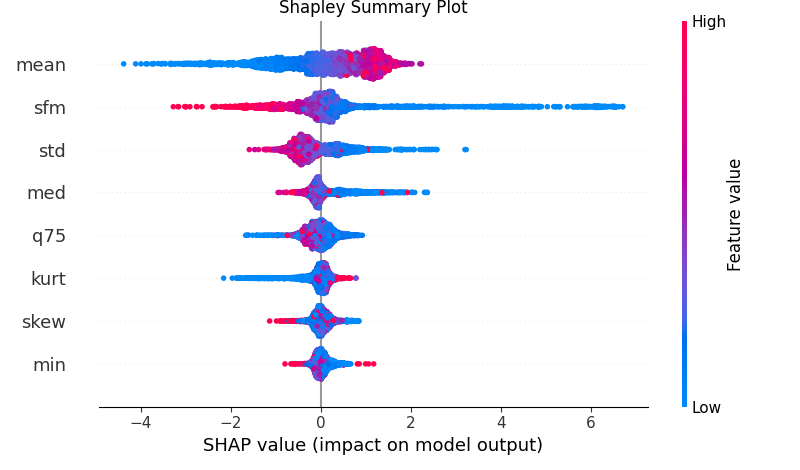 Shapley Summary Plot
High
mean
sfm
std
med
q75
kurt
skew
min
Feature value
Low
−4
−2
0
2
4
6
SHAP value (impact on model output)